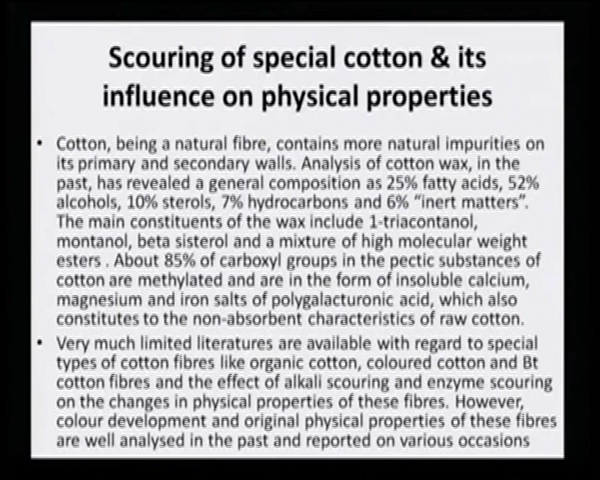 Scouring of special cotton & its
influence on physical properties
• Cotton, being a natural fibre, contains more natural impurities on
its primary and secondary walls. Analysis of cotton wax, in the
past, has revealed a general composition as 25% fatty acids, 52%
alcohols, 10% sterols, 7% hydrocarbons and 6% “inert matters”.
The main constituents of the wax include 1-triacontanol,
montanol, beta sisterol and a mixture of high molecular weight
esters . About 85% of carboxyl groups in the pectic substances of
cotton are methylated and are in the form of insoluble calcium,
magnesium and iron salts of polygalacturonic acid, which also
constitutes to the non-absorbent characteristics of raw cotton.
• Very much limited literatures are available with regard to special
types of cotton fibres like organic cotton, coloured cotton and Bt
cotton fibres and the effect of alkali scouring and enzyme scouring
on the changes in physical properties of these fibres. However,
colour development and original physical properties of these fibres
are well analysed in the past and reported on various occasions